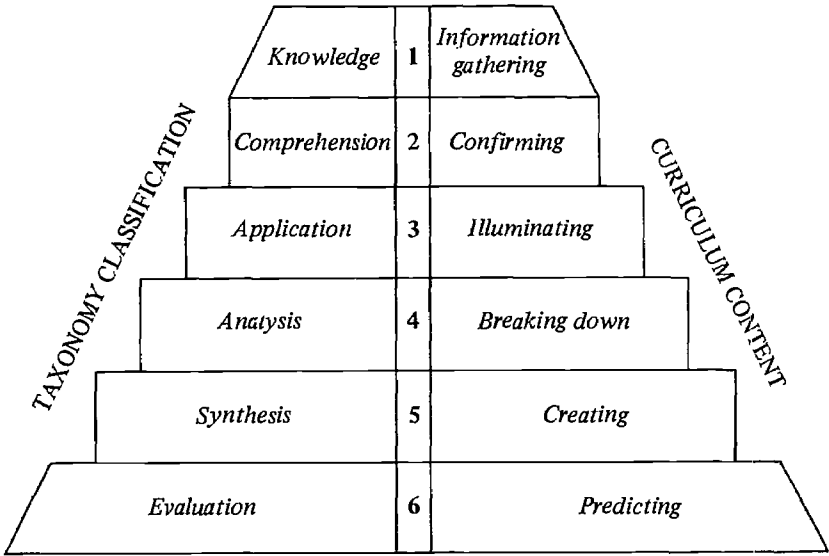 Knowledge 1 Information
gathering
Comprehension 2 Confirming
Application 3 Illuminating
Analysis 4 Breaking down
Synthesis 5 Creating
Evaluation 6 Predicting
TAXONOMY CLASSIFICATION
CURRICULUM CONTENT